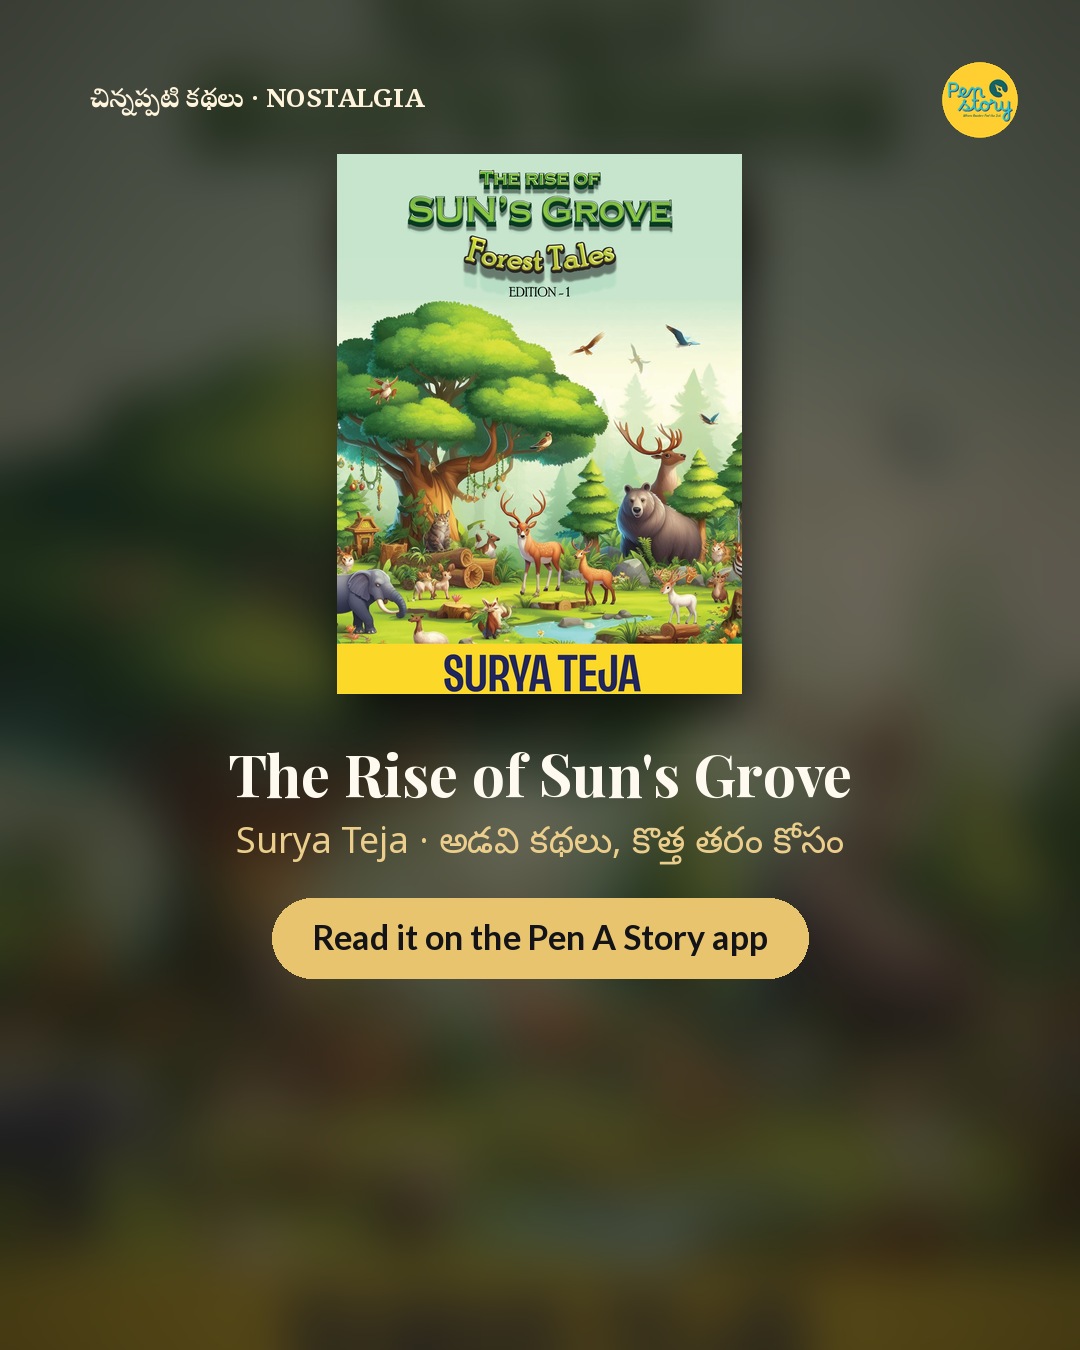 చిన్నప్పటి కథలు · NOSTALGIA
Pen
story
THE RISE OF
SUN'S GROVE
Forest Tales
EDITION - 1
SURYA TEJA
The Rise of Sun's Grove
Surya Teja · అడవి కథలు, కొత్త తరం కోసం
Read it on the Pen A Story app